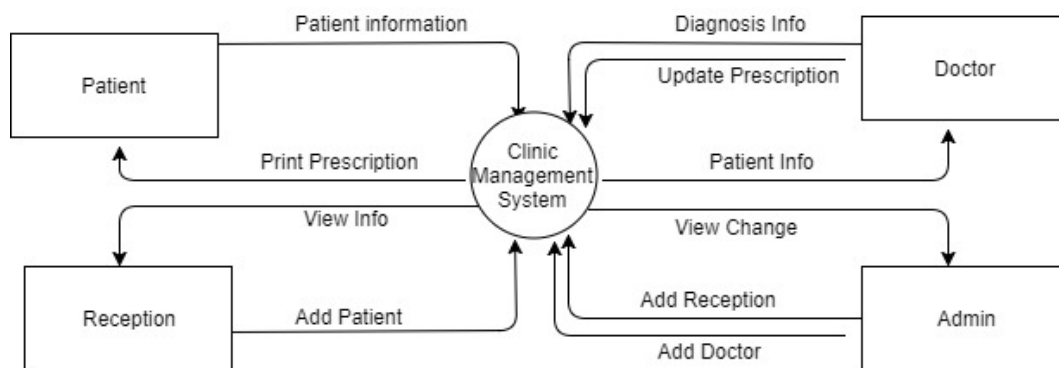 Patient information
Diagnosis Info
Patient
Update Prescription
Doctor
Print Prescription
Clinic
Management
System
Patient Info
View Info
View Change
Reception
Add Patient
Add Reception
Admin
Add Doctor